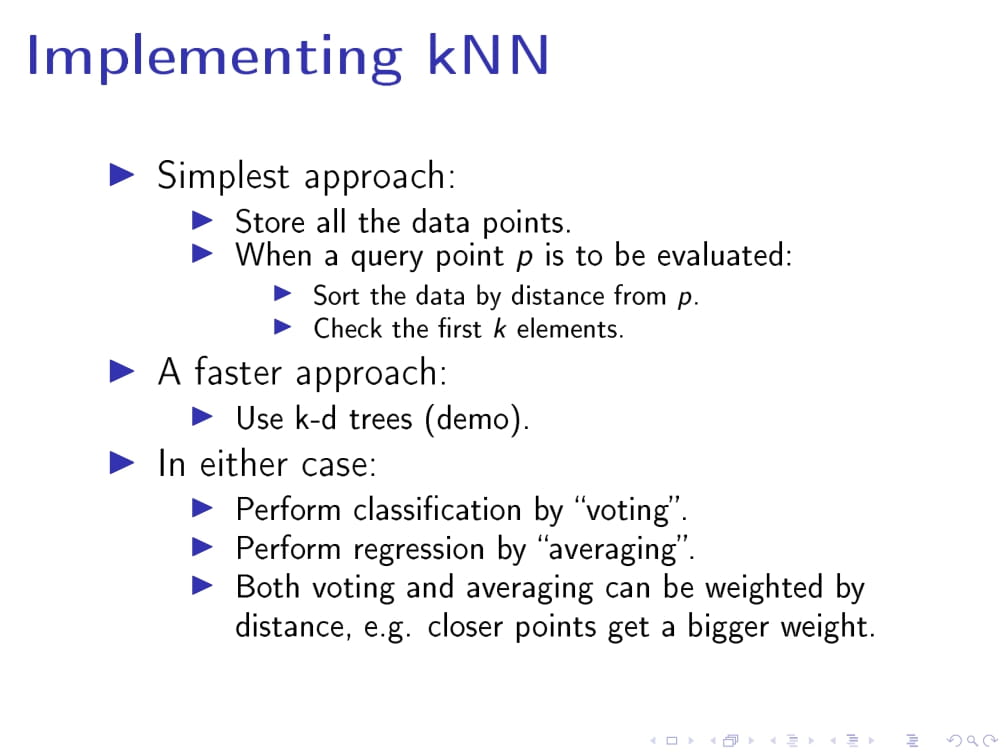 Implementing kNN
Simplest approach:
Store all the data points.
When a query point p is to be evaluated:
Sort the data by distance from p.
Check the first k elements.
A faster approach:
Use k-d trees (demo).
In either case:
Perform classification by “voting”.
Perform regression by “averaging”.
Both voting and averaging can be weighted by
distance, e.g. closer points get a bigger weight.